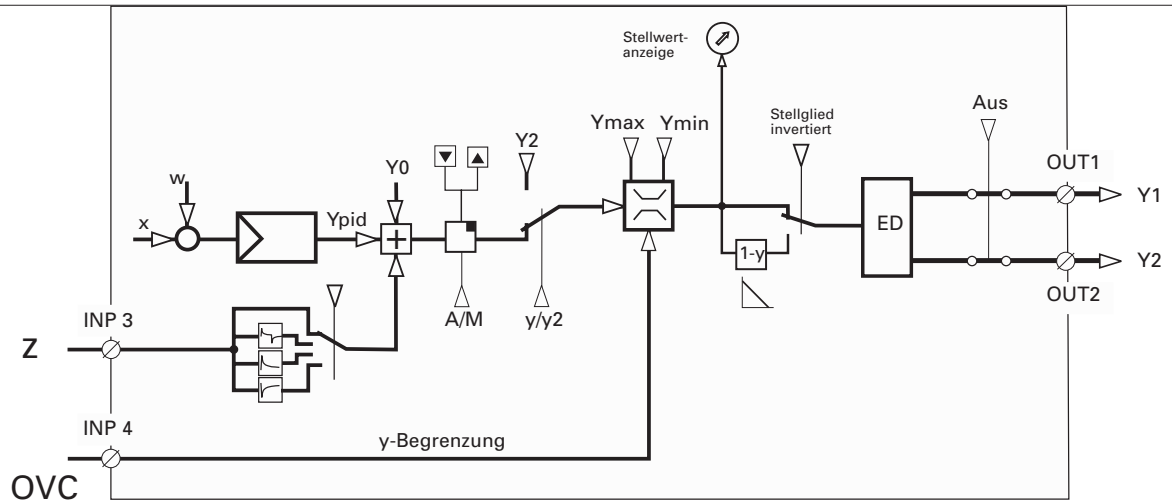 Stellwert-
anzeige
Ymax
Ymin
Stellglied
invertiert
Aus
Y2
Y0
w
x
Ypid
+
A/M
y/y2
1-y
ED
OUT1
Y1
Y2
OUT2
INP 3
Z
INP 4
y-Begrenzung
OVC